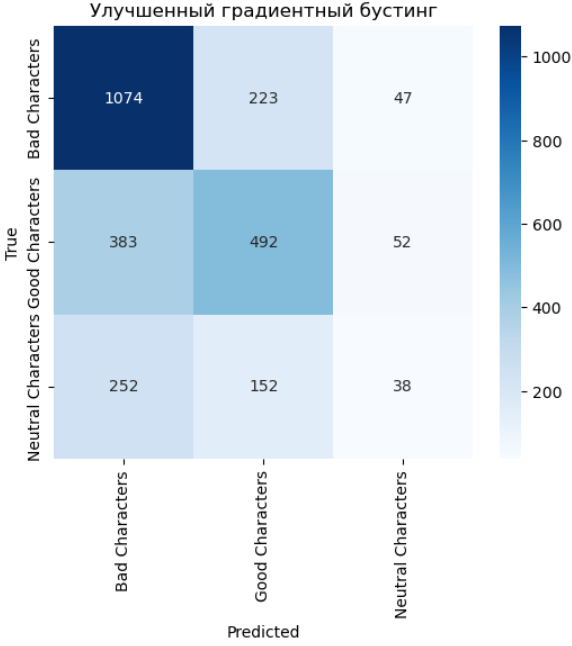 Улучшенный градиентный бустинг
True
Bad Characters
1074 223 47
Good Characters
383 492 52
Neutral Characters
252 152 38
Bad Characters
Good Characters
Neutral Characters
Predicted
1000
800
600
400
200